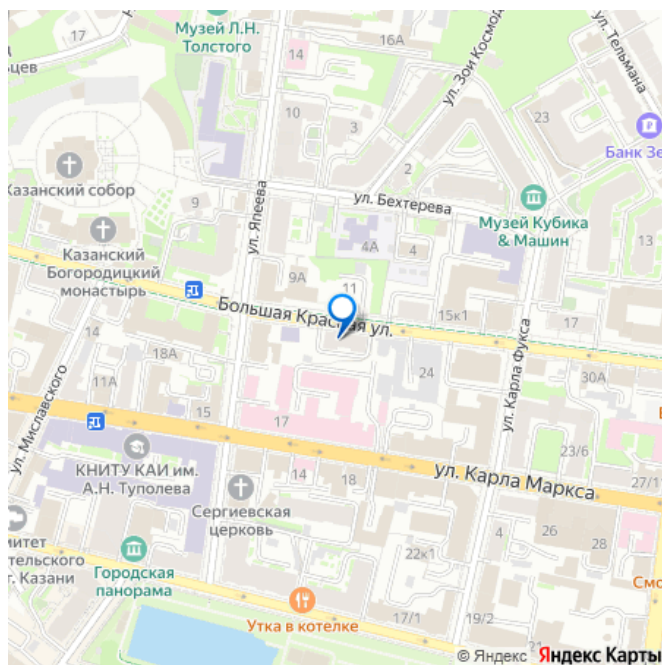 17
Музей Л.Н.
Толстого
16А
14
ул. Зои Космод
ул. Тельмана
23
10
3
2
Банк Зе
Казанский собор
9
ул. Япеева
ул. Бехтерева
Музей Кубика
& Машин
4А
4
13
Казанский
Богородицкий
монастырь
9А
11
Большая Красная ул.
15к1
17
14
18А
24
30А
ул. Карла Фукса
11А
15
17
ул. Миславского
КНИТУ КАИ им.
А.Н. Туполева
23/6
27/11
14
18
ул. Карла Маркса
Сергиевская
церковь
22к1
26
28
митет
тельского
г. Казани
Городская
панорама
Смо
Утка в котелке
17/1
19/2
21
© Яндекс Яндекс Карты